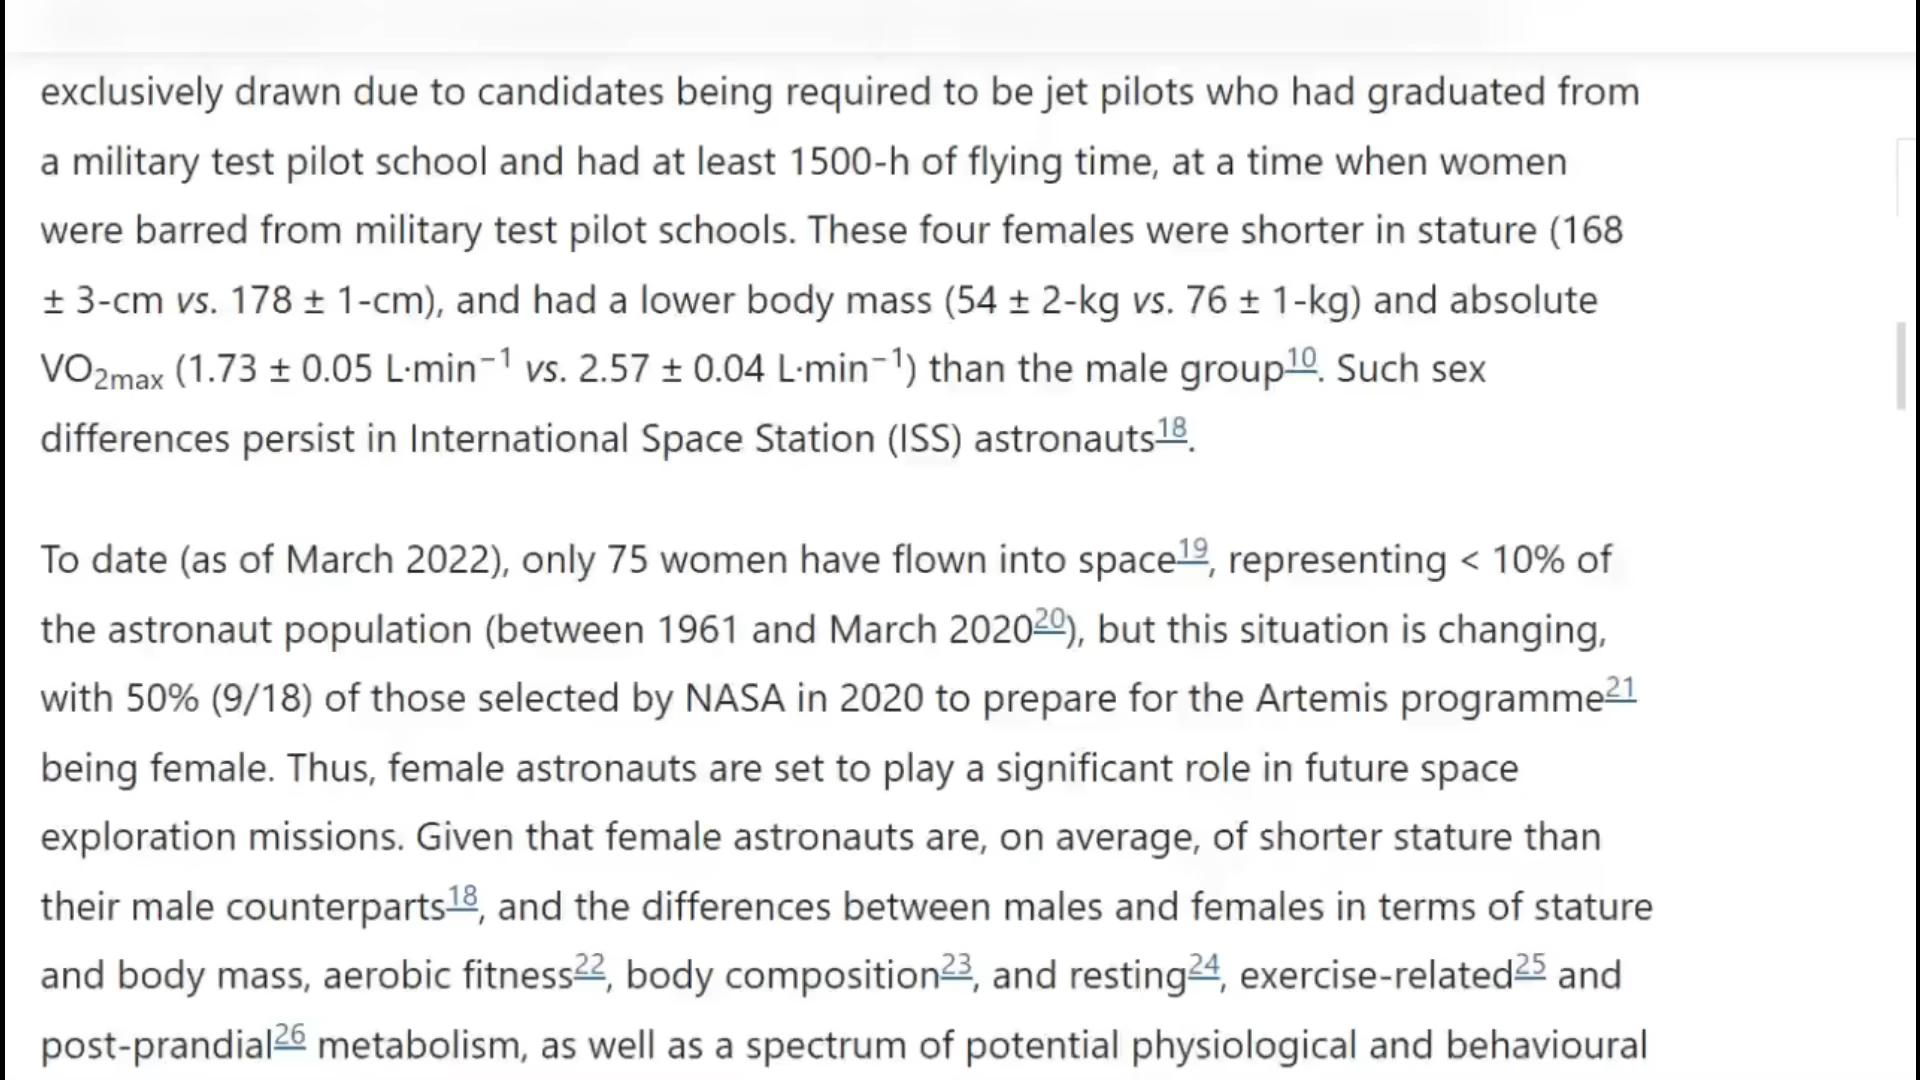 exclusively drawn due to candidates being required to be jet pilots who had graduated from
a military test pilot school and had at least 1500-h of flying time, at a time when women
were barred from military test pilot schools. These four females were shorter in stature (168
± 3-cm vs. 178 ± 1-cm), and had a lower body mass (54 ± 2-kg vs. 76 ± 1-kg) and absolute
VO₂max (1.73 ± 0.05 L·min⁻¹ vs. 2.57 ± 0.04 L·min⁻¹) than the male group¹⁰. Such sex
differences persist in International Space Station (ISS) astronauts¹⁸.
To date (as of March 2022), only 75 women have flown into space¹⁹, representing < 10% of
the astronaut population (between 1961 and March 2020²⁰), but this situation is changing,
with 50% (9/18) of those selected by NASA in 2020 to prepare for the Artemis programme²¹
being female. Thus, female astronauts are set to play a significant role in future space
exploration missions. Given that female astronauts are, on average, of shorter stature than
their male counterparts¹⁸, and the differences between males and females in terms of stature
and body mass, aerobic fitness²², body composition²³, and resting²⁴, exercise-related²⁵ and
post-prandial²⁶ metabolism, as well as a spectrum of potential physiological and behavioural